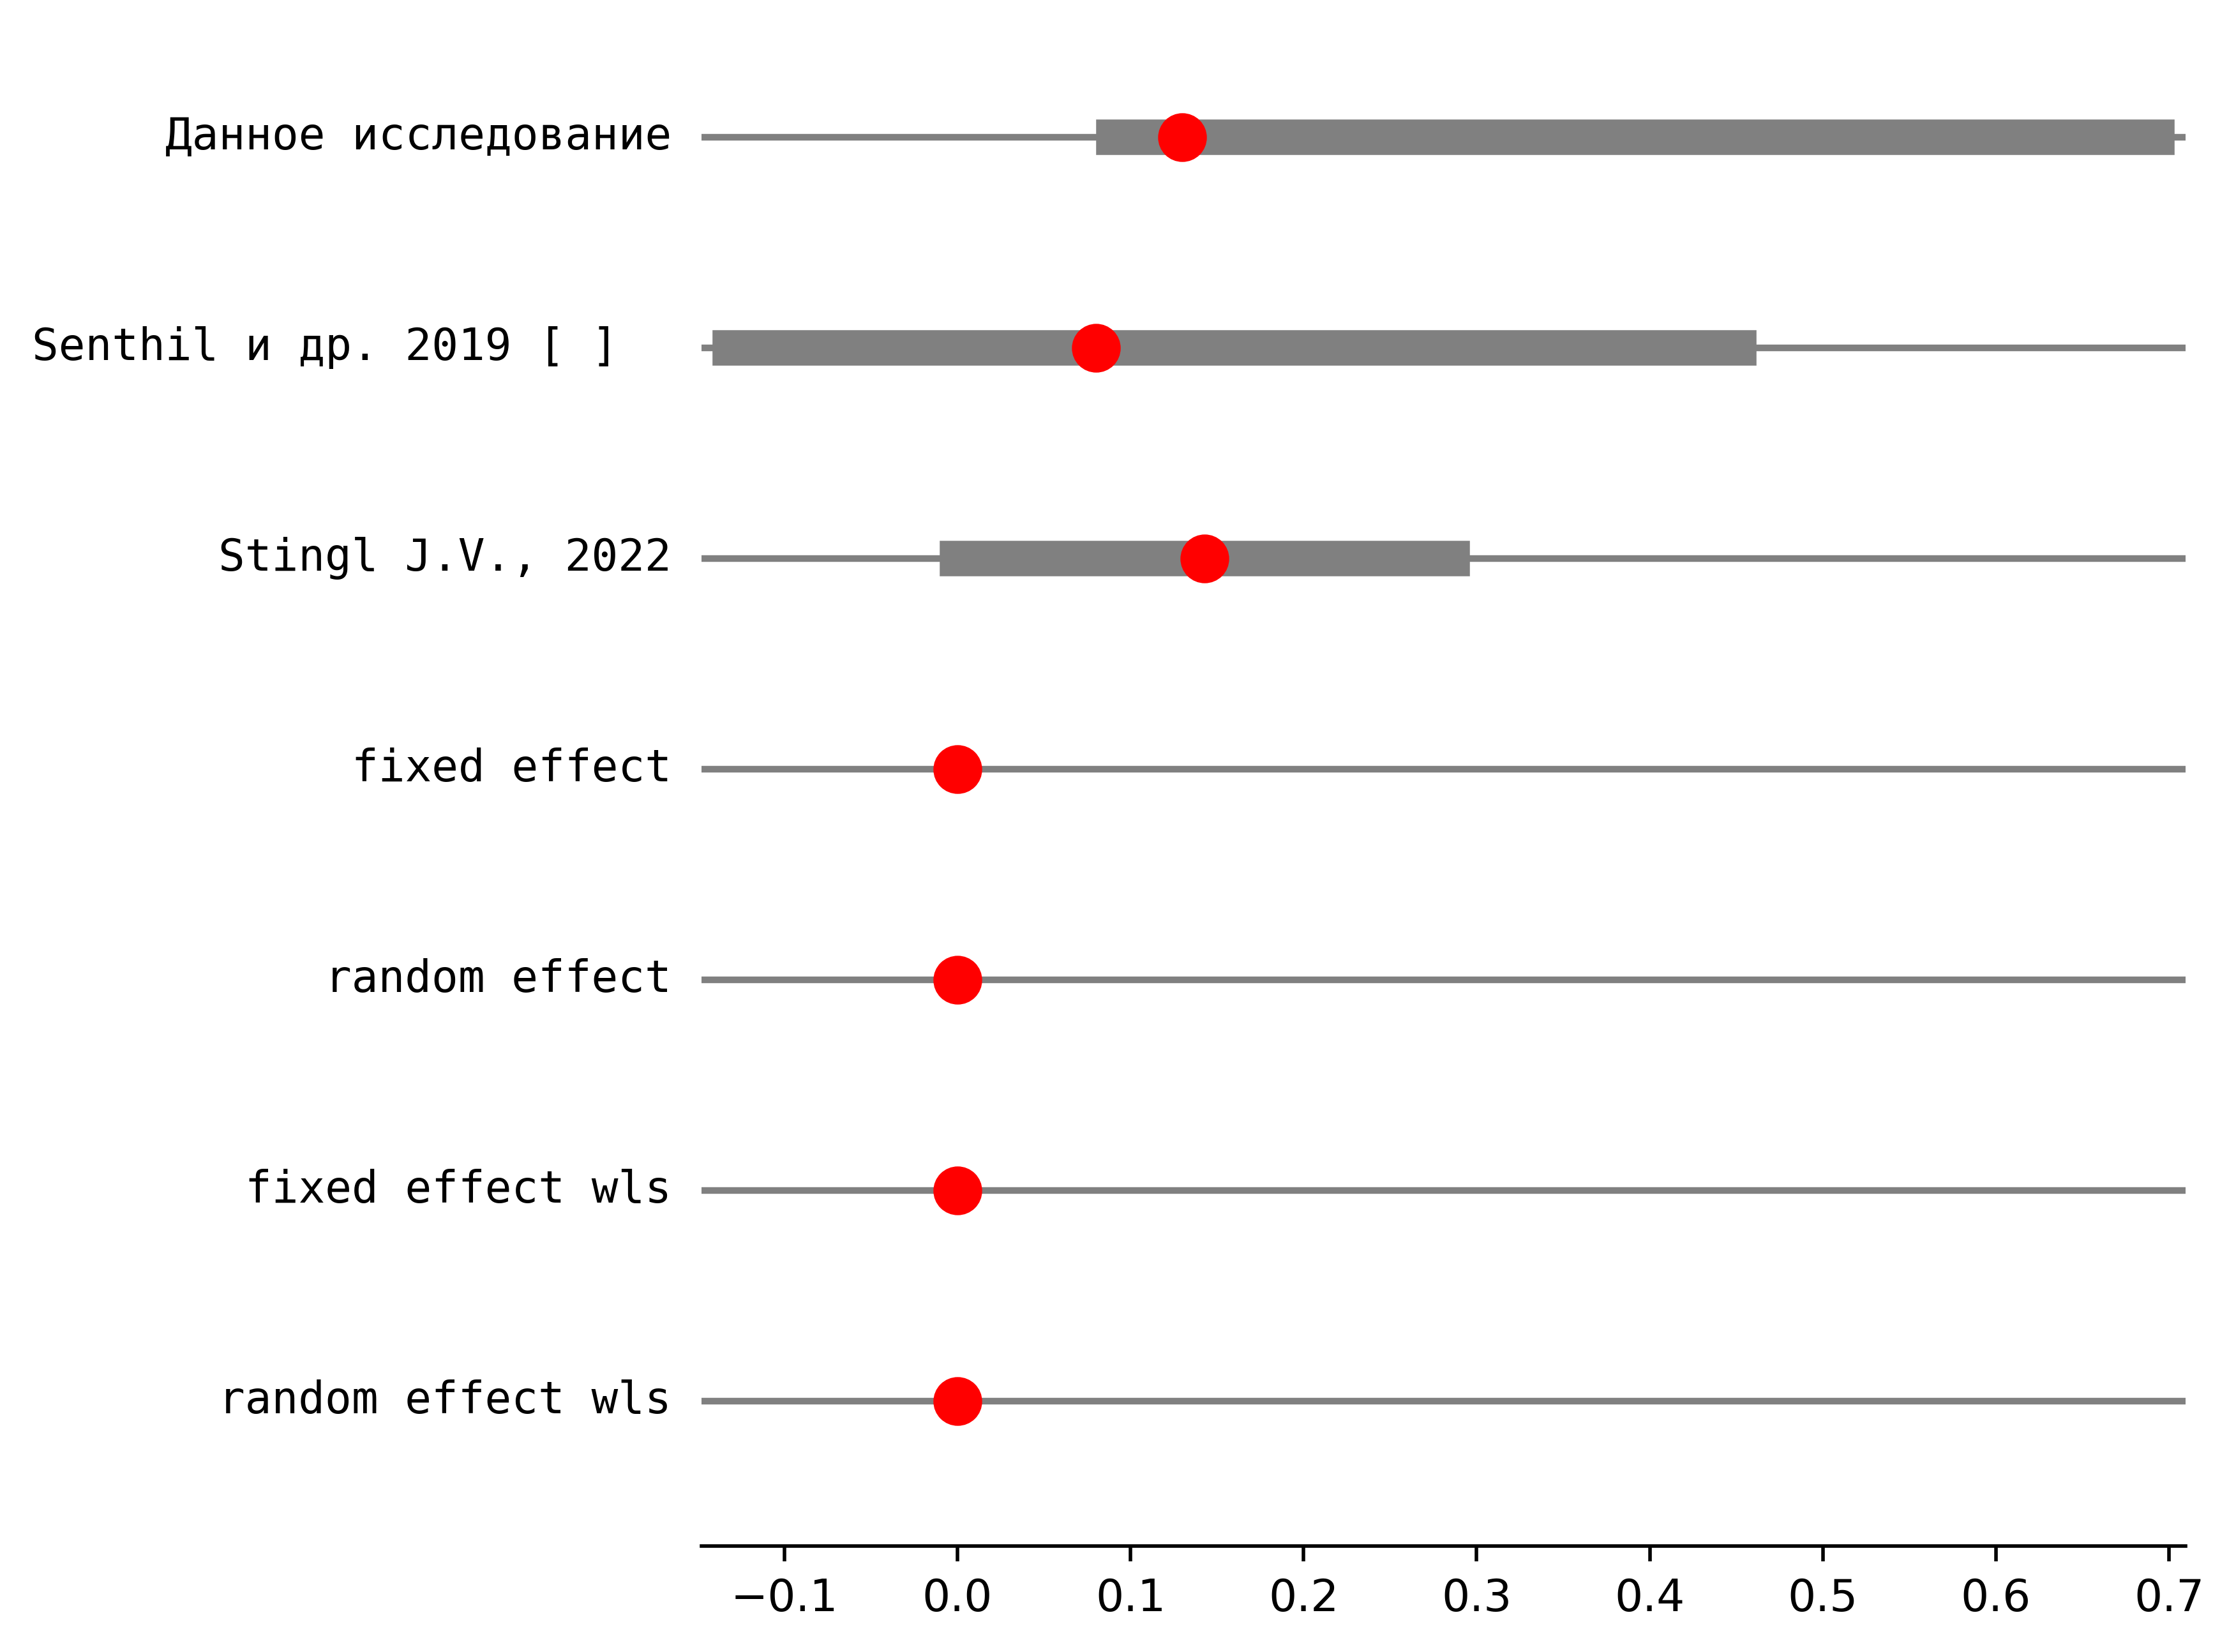 Данное исследование
Senthil и др. 2019 [ ]
Stingl J.V., 2022
fixed effect
random effect
fixed effect wls
random effect wls
−0.1 0.0 0.1 0.2 0.3 0.4 0.5 0.6 0.7